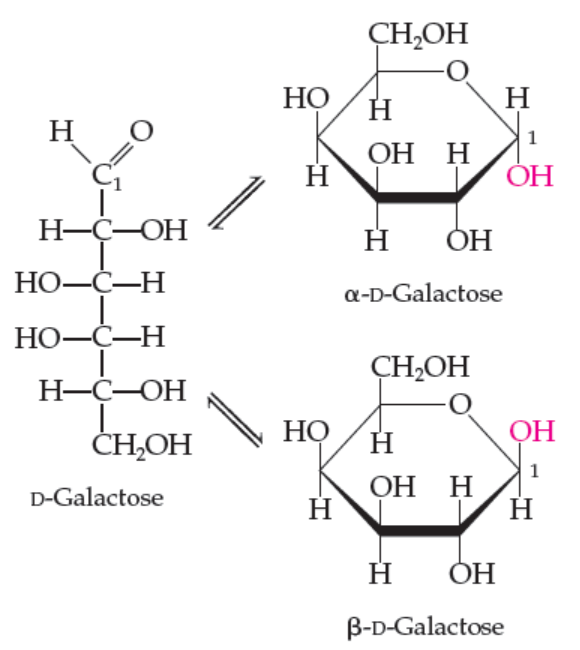 H O
C1
H–C–OH
HO–C–H
HO–C–H
H–C–OH
CH₂OH
D-Galactose
CH₂OH
O
HO H H
OH H 1
H OH
H OH
α-D-Galactose
CH₂OH
O
HO H OH
OH H 1
H H
H OH
β-D-Galactose